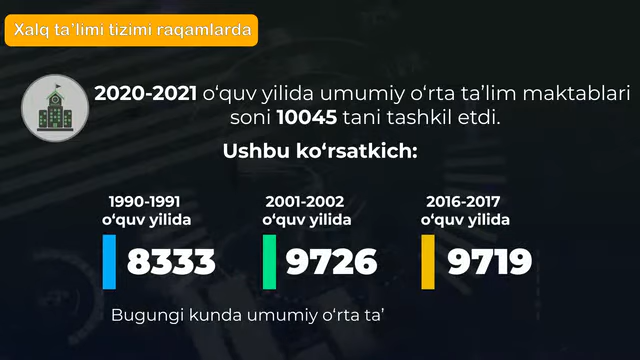 Xalq ta’limi tizimi raqamlarda
2020-2021 o‘quv yilida umumiy o‘rta ta’lim maktablari
soni 10045 tani tashkil etdi.
Ushbu ko‘rsatkich:
1990-1991
o‘quv yilida
8333
2001-2002
o‘quv yilida
9726
2016-2017
o‘quv yilida
9719
Bugungi kunda umumiy o‘rta ta’